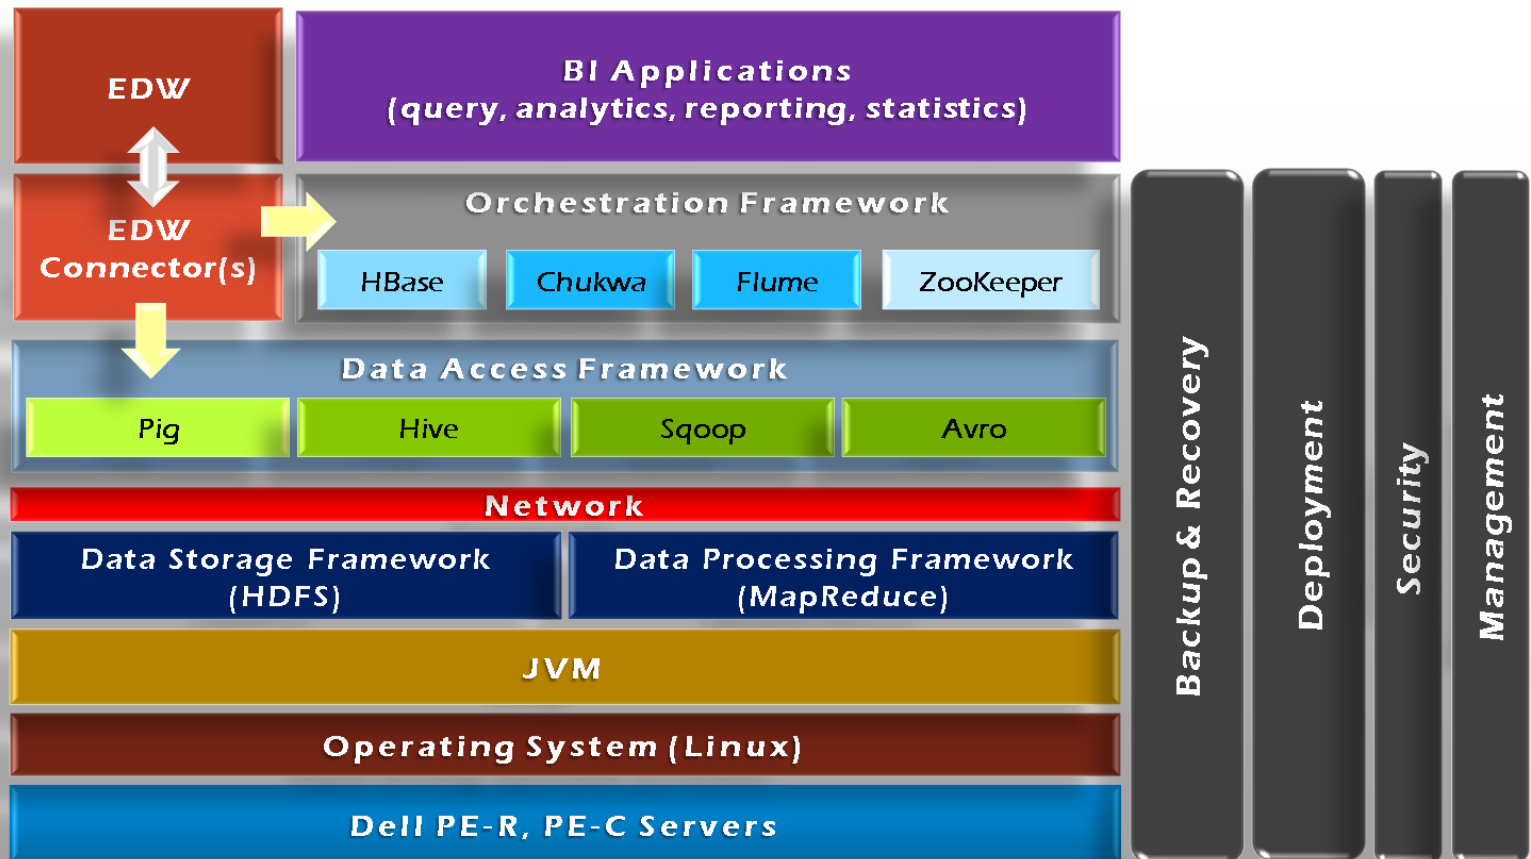 EDW
BI Applications
(query, analytics, reporting, statistics)
EDW
Connector(s)
Orchestration Framework
HBase
Chukwa
Flume
ZooKeeper
Data Access Framework
Pig
Hive
Sqoop
Avro
Network
Data Storage Framework
(HDFS)
Data Processing Framework
(MapReduce)
JVM
Operating System (Linux)
Dell PE-R, PE-C Servers
Backup & Recovery
Deployment
Security
Management